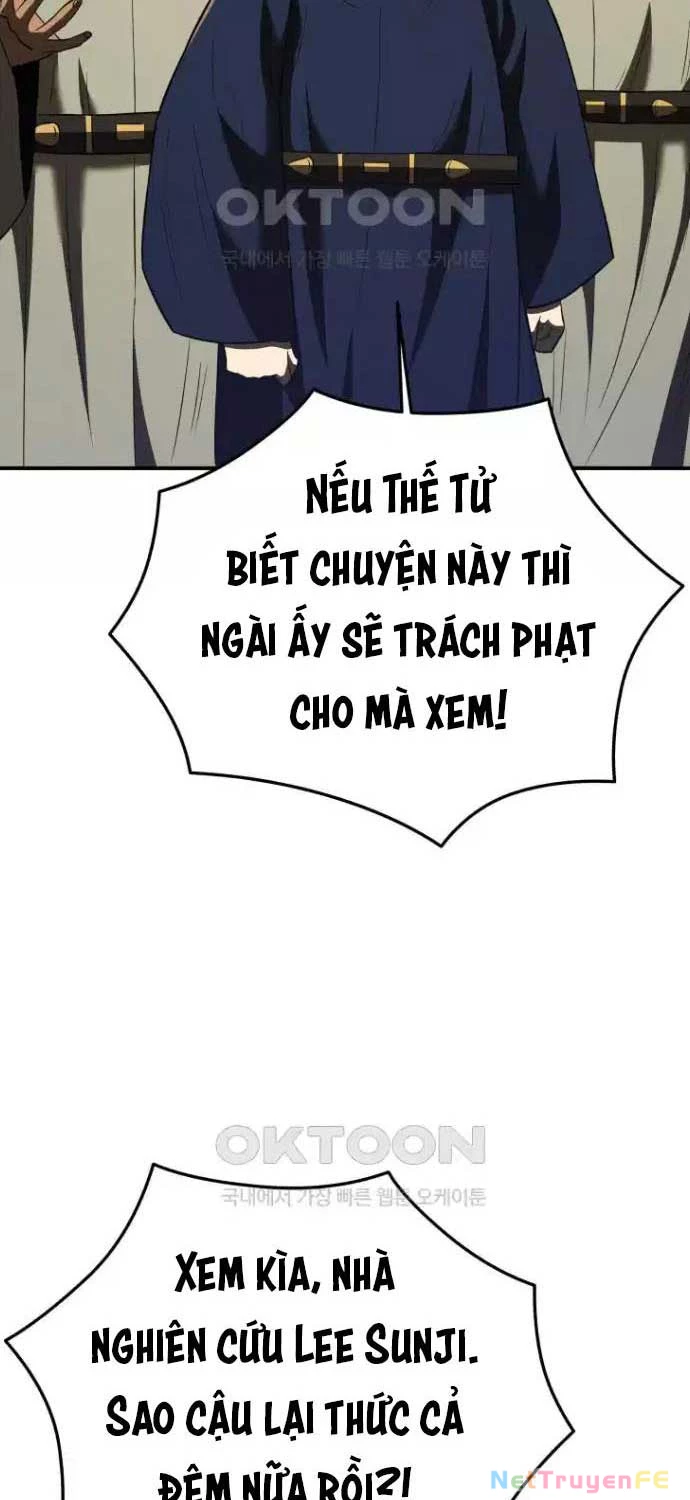 OKTOON
국내에서 가장 빠른 웹툰 오케이툰
NẾU THẾ TỬ
BIẾT CHUYỆN NÀY THÌ
NGÀI ẤY SẼ TRÁCH PHẠT
CHO MÀ XEM!
OKTOON
국내에서 가장 빠른 웹툰 오케이툰
XEM KÌA, NHÀ
NGHIÊN CỨU LEE SUNJI.
SAO CẬU LẠI THỨC CẢ
ĐÊM NỮA RỒI?!
NETTRUYENFE